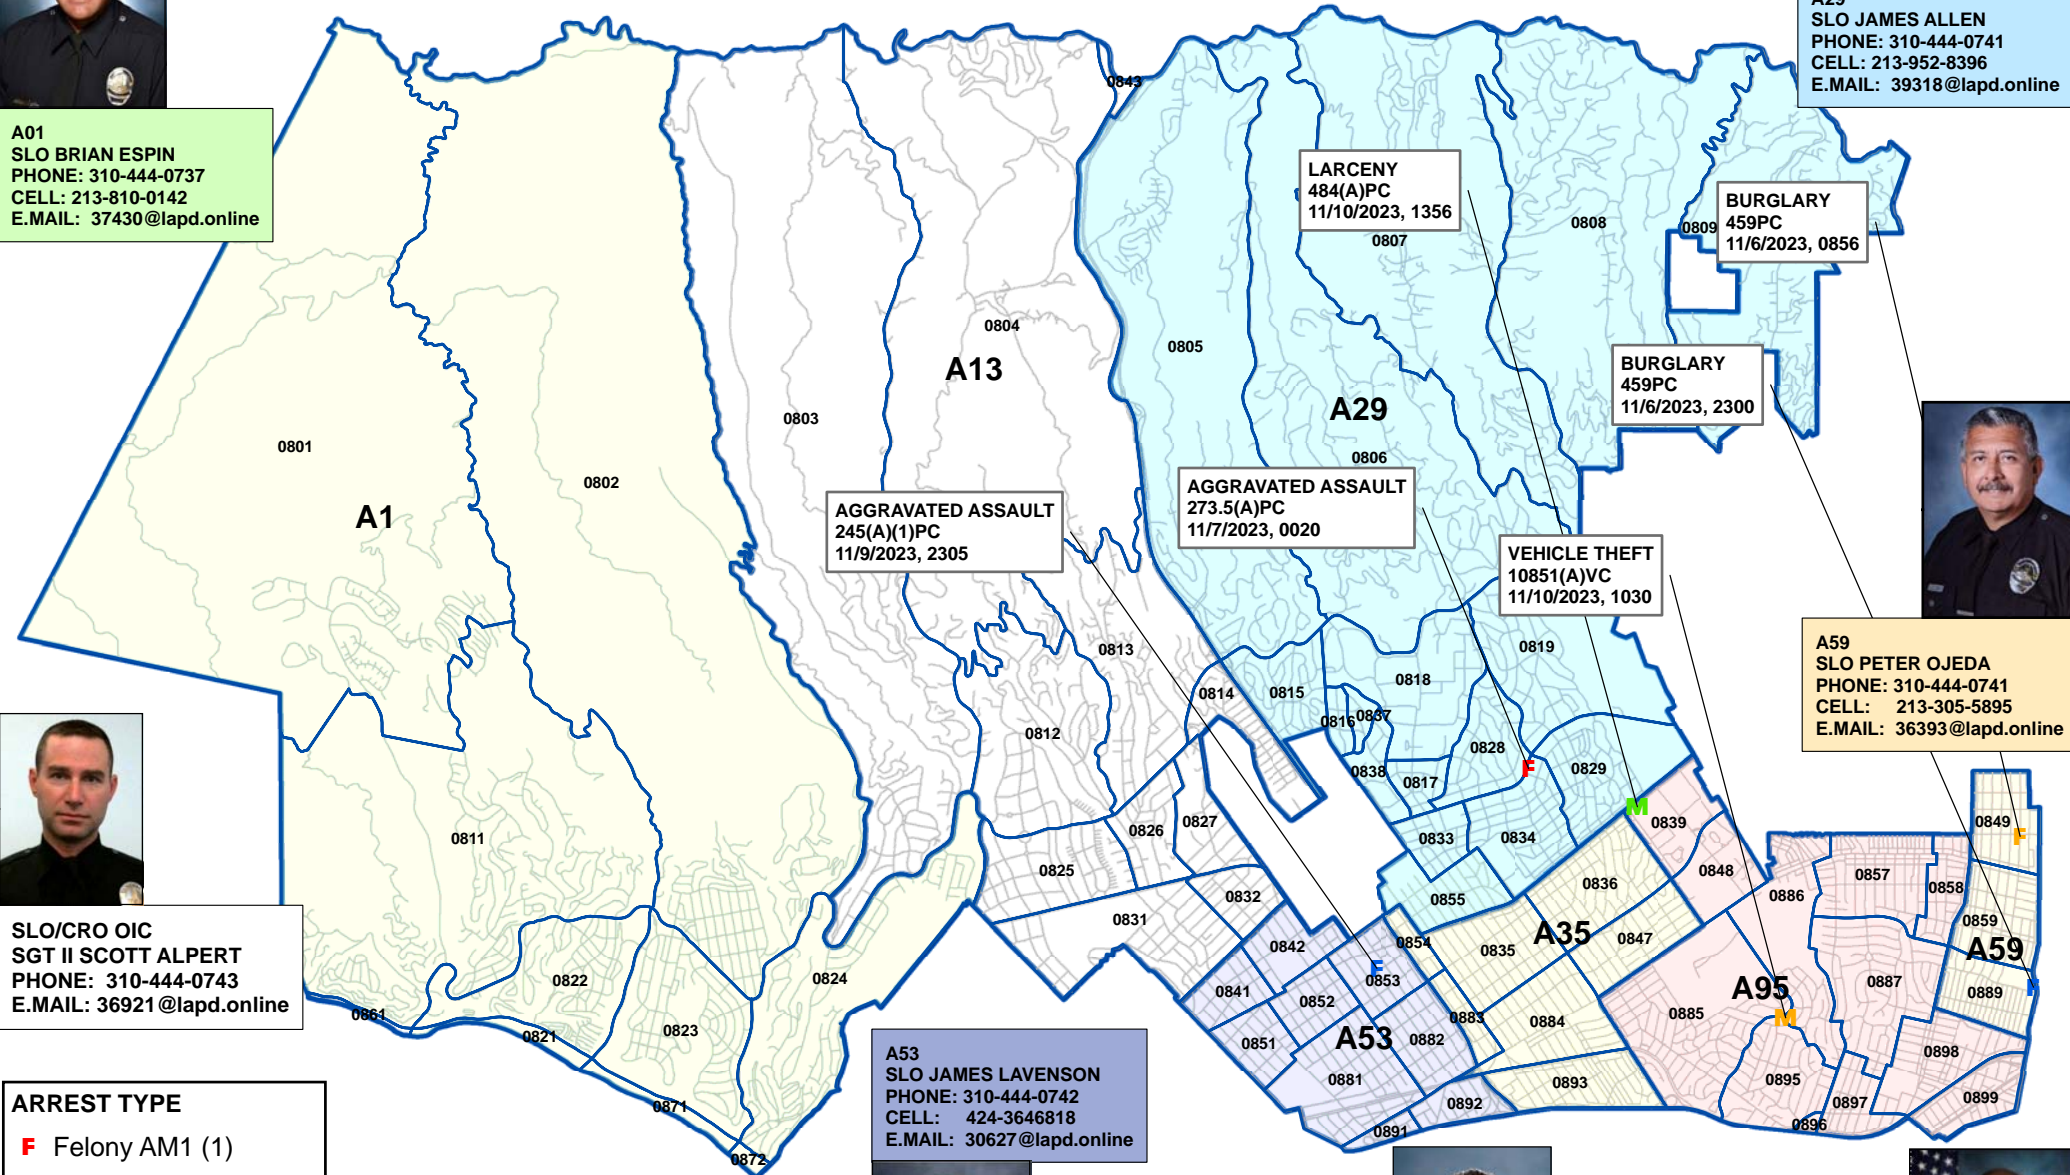 A29
SLO JAMES ALLEN
PHONE: 310-444-0741
CELL: 213-952-8396
E.MAIL: 39318@lapd.online
A01
SLO BRIAN ESPIN
PHONE: 310-444-0737
CELL: 213-810-0142
E.MAIL: 37430@lapd.online
0843
LARCENY
484(A)PC
11/10/2023, 1356
BURGLARY
459PC
11/6/2023, 0856
0807
0808
0809
0804
0805
A13
BURGLARY
459PC
11/6/2023, 2300
0803
A29
0801
0806
0802
A1
AGGRAVATED ASSAULT
245(A)(1)PC
11/9/2023, 2305
AGGRAVATED ASSAULT
273.5(A)PC
11/7/2023, 0020
VEHICLE THEFT
10851(A)VC
11/10/2023, 1030
A59
SLO PETER OJEDA
PHONE: 310-444-0741
CELL: 213-305-5895
E.MAIL: 36393@lapd.online
0813
0819
0818
0814
0815
0816
0837
0812
0828
0838
0817
F
0829
M
0811
0826
0827
0833
0834
0839
0849
F
0825
0848
0836
0857
0858
0886
0832
0855
0831
0859
SLO/CRO OIC
SGT II SCOTT ALPERT
PHONE: 310-444-0743
E.MAIL: 36921@lapd.online
0842
0854
0835
A35
0847
A59
0822
0824
F
0853
0887
0841
0852
A95
0889
F
0861
0821
0823
0883
0884
0885
M
0851
A53
0882
0898
0881
0893
0895
0897
0899
0871
0892
0891
0896
0872
A53
SLO JAMES LAVENSON
PHONE: 310-444-0742
CELL: 424-3646818
E.MAIL: 30627@lapd.online
ARREST TYPE
F Felony AM1 (1)